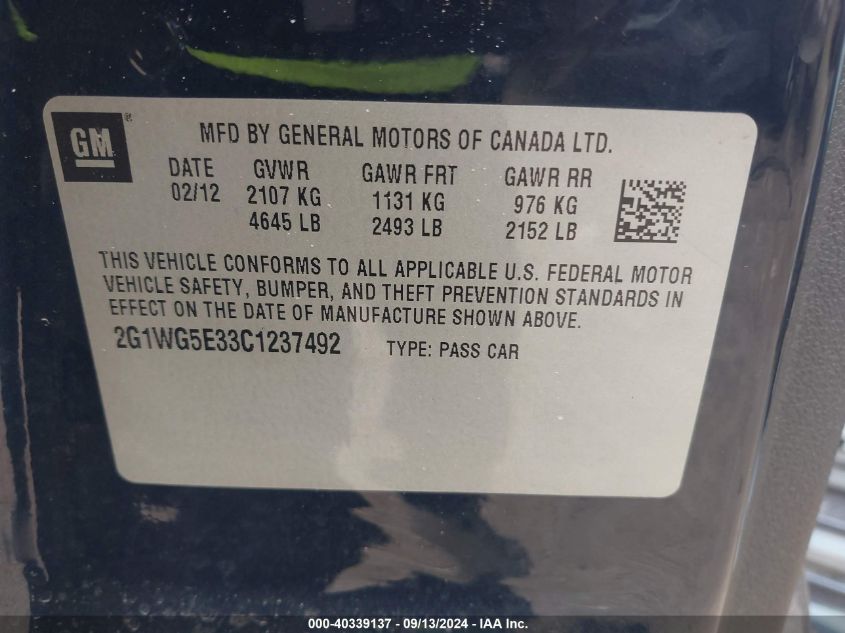 GM®
MFD BY GENERAL MOTORS OF CANADA LTD.
DATE GVWR GAWR FRT GAWR RR
02/12 2107 KG 1131 KG 976 KG
4645 LB 2493 LB 2152 LB
THIS VEHICLE CONFORMS TO ALL APPLICABLE U.S. FEDERAL MOTOR
VEHICLE SAFETY, BUMPER, AND THEFT PREVENTION STANDARDS IN
EFFECT ON THE DATE OF MANUFACTURE SHOWN ABOVE.
2G1WG5E33C1237492 TYPE: PASS CAR
000-40339137 - 09/13/2024 - IAA Inc.